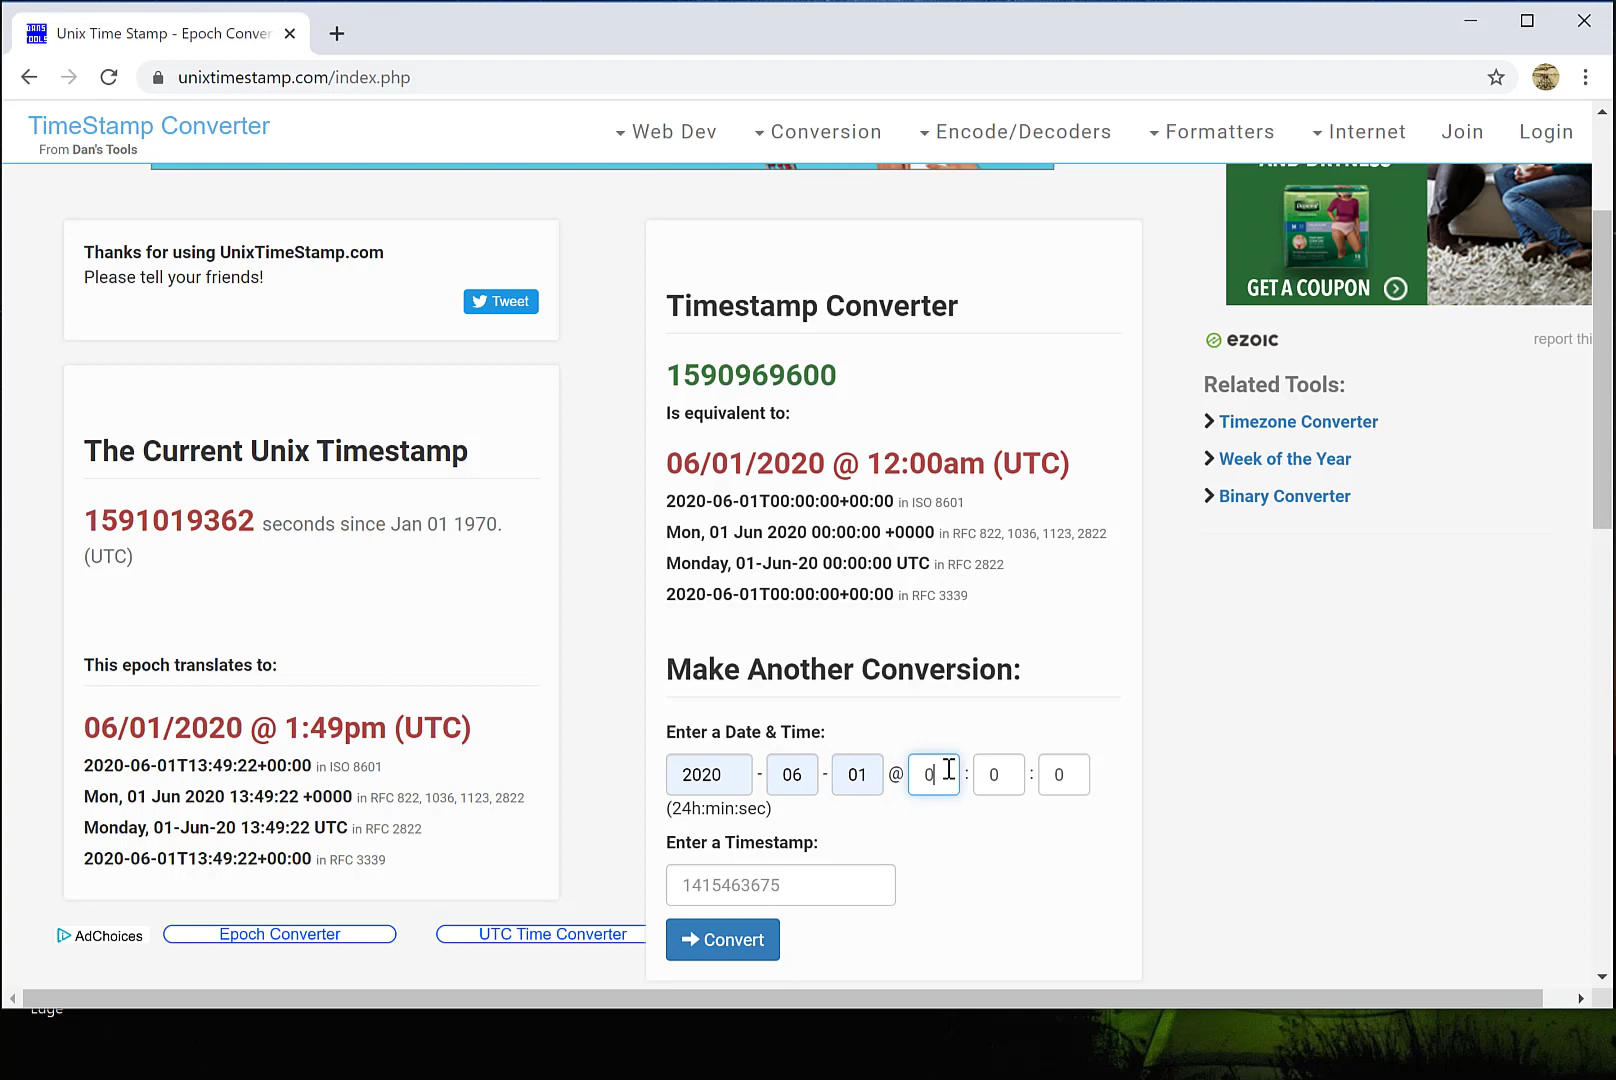 Unix Time Stamp - Epoch Conver
unixtimestamp.com/index.php
TimeStamp Converter
From Dan's Tools
Web Dev
Conversion
Encode/Decoders
Formatters
Internet
Join
Login
Thanks for using UnixTimeStamp.com
Please tell your friends!
Tweet
The Current Unix Timestamp
1591019362 seconds since Jan 01 1970.
(UTC)
This epoch translates to:
06/01/2020 @ 1:49pm (UTC)
2020-06-01T13:49:22+00:00 in ISO 8601
Mon, 01 Jun 2020 13:49:22 +0000 in RFC 822, 1036, 1123, 2822
Monday, 01-Jun-20 13:49:22 UTC in RFC 2822
2020-06-01T13:49:22+00:00 in RFC 3339
AdChoices
Epoch Converter
UTC Time Converter
Timestamp Converter
1590969600
Is equivalent to:
06/01/2020 @ 12:00am (UTC)
2020-06-01T00:00:00+00:00 in ISO 8601
Mon, 01 Jun 2020 00:00:00 +0000 in RFC 822, 1036, 1123, 2822
Monday, 01-Jun-20 00:00:00 UTC in RFC 2822
2020-06-01T00:00:00+00:00 in RFC 3339
Make Another Conversion:
Enter a Date & Time:
2020 - 06 - 01 @ 0 : 0 : 0
(24h:min:sec)
Enter a Timestamp:
1415463675
Convert
AND DRYNESS
Depend
GET A COUPON
ezoic
report thi
Related Tools:
Timezone Converter
Week of the Year
Binary Converter
Edge